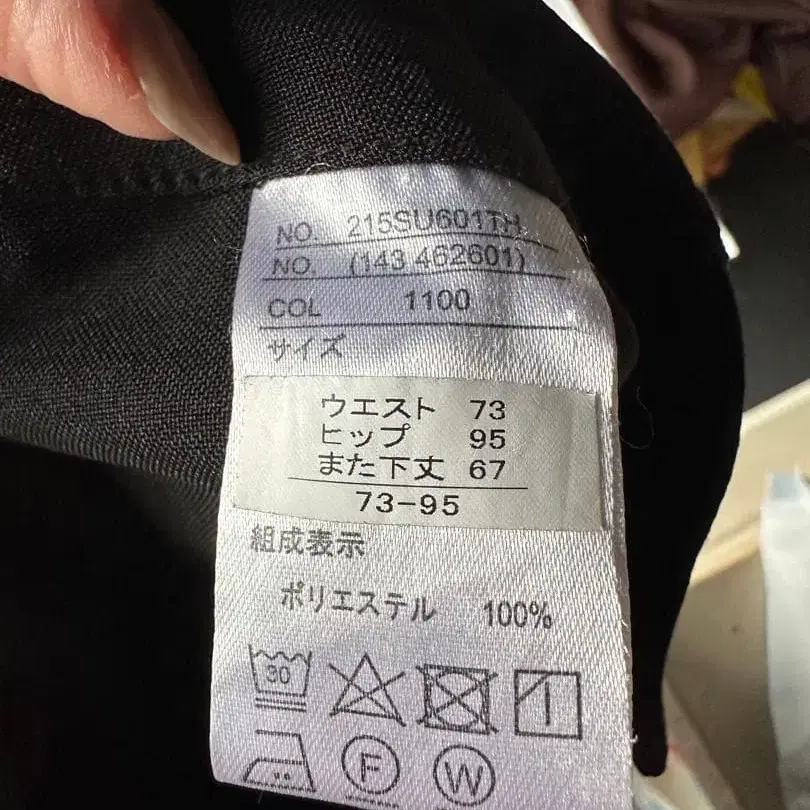 NO. 215SU601TH
NO. (143 462601)
COL 1100
サイズ
ウエスト 73
ヒップ 95
また下丈 67
73-95
組成表示
ポリエステル 100%
30
F W